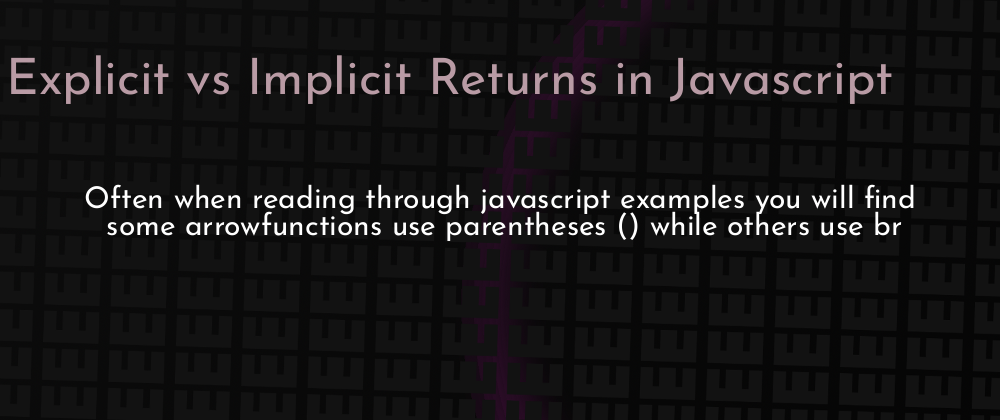 Explicit vs Implicit Returns in Javascript
Often when reading through javascript examples you will find
some arrowfunctions use parentheses () while others use br